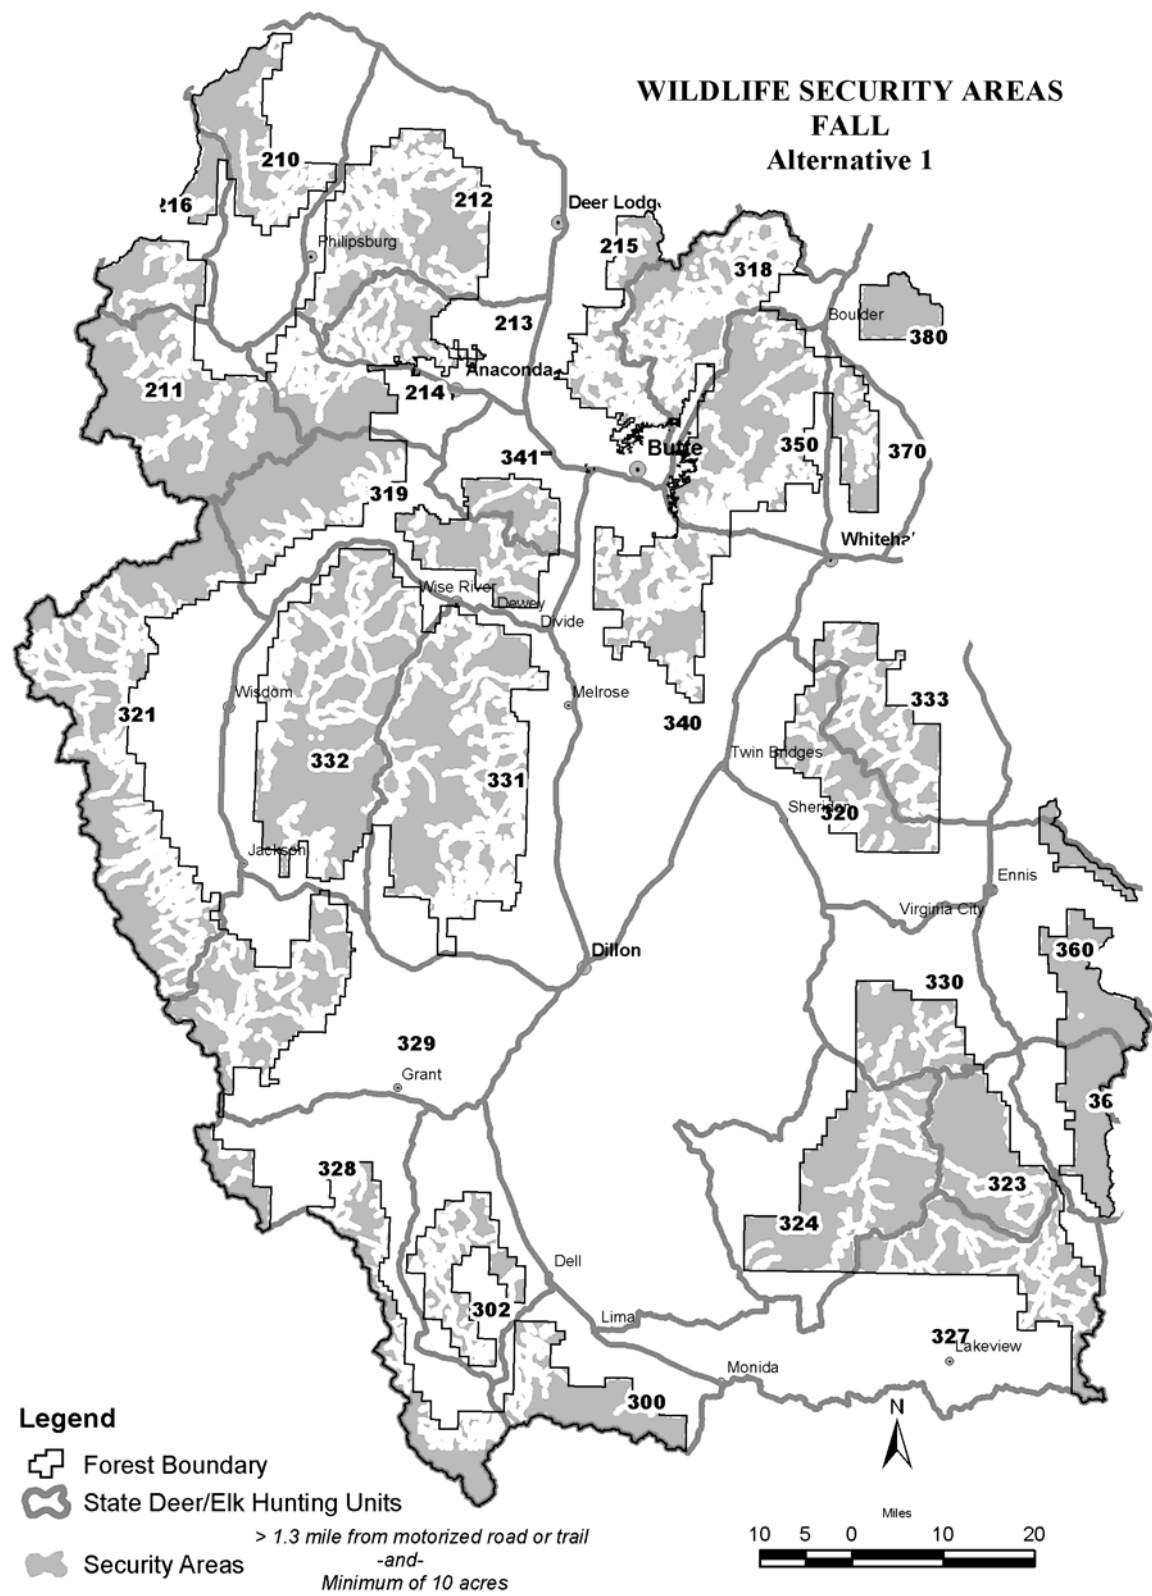 WILDLIFE SECURITY AREAS
FALL
Alternative 1
210
216
212
Deer Lodg
215
318
Philipsburg
Boulder
380
213
Anaconda
211
214
350
370
341
Butte
319
Whiteha
Wise River
Dewey
Divide
321
Wisdom
Melrose
333
340
332
331
Twin Bridges
Sheridan
320
Jackson
Ennis
Virginia City
Dillon
360
330
329
Grant
36
328
323
324
Dell
302
Lima
327
Lakeview
Monida
300
N
Legend
Forest Boundary
State Deer/Elk Hunting Units
> 1.3 mile from motorized road or trail
-and-
Security Areas
Minimum of 10 acres
Miles
10 5 0 10 20